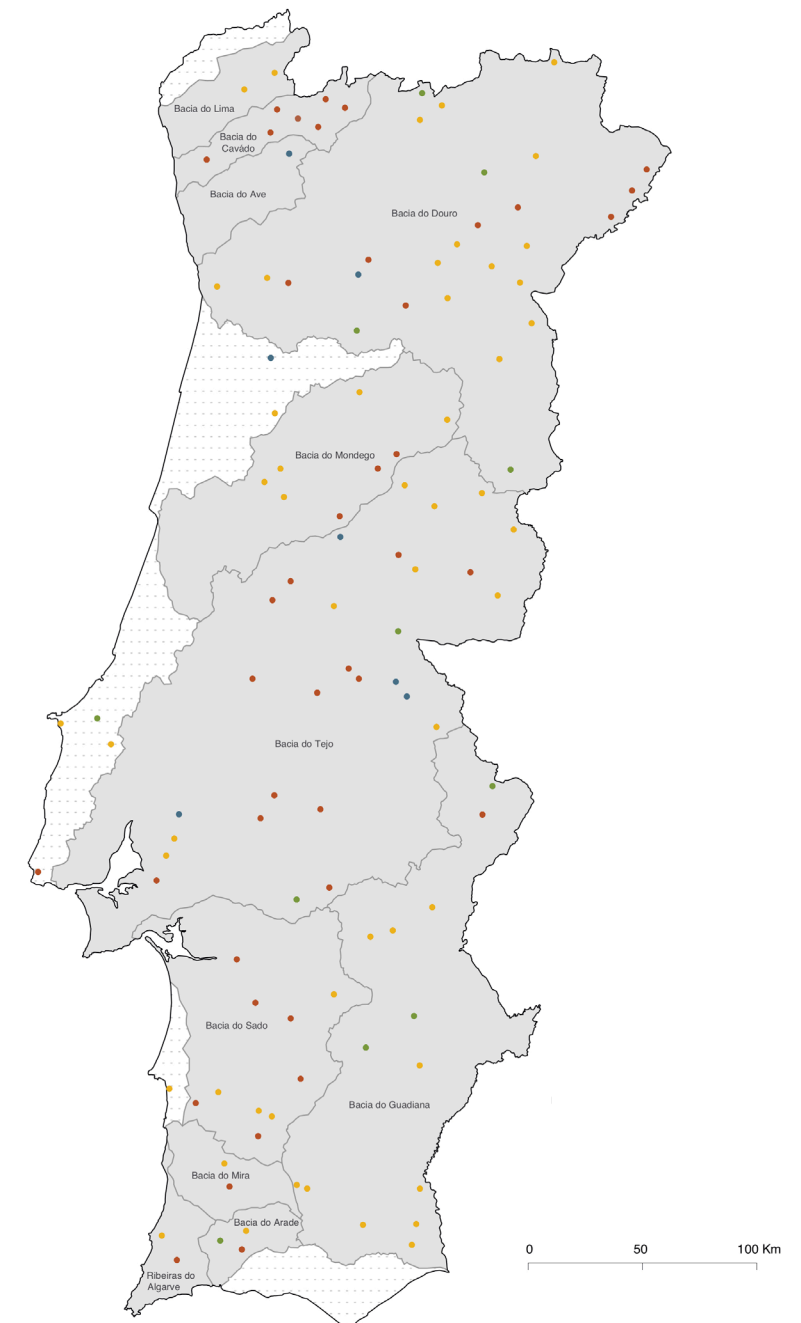 Bacia do Lima
Bacia do
Cavàdo
Bacia do Ave
Bacia do Douro
Bacia do Mondego
Bacia do Tejo
Bacia do Sado
Bacia do Guadiana
Bacia do Mira
Bacia do Arade
Ribeiras do
Algarve
0 50 100 Km